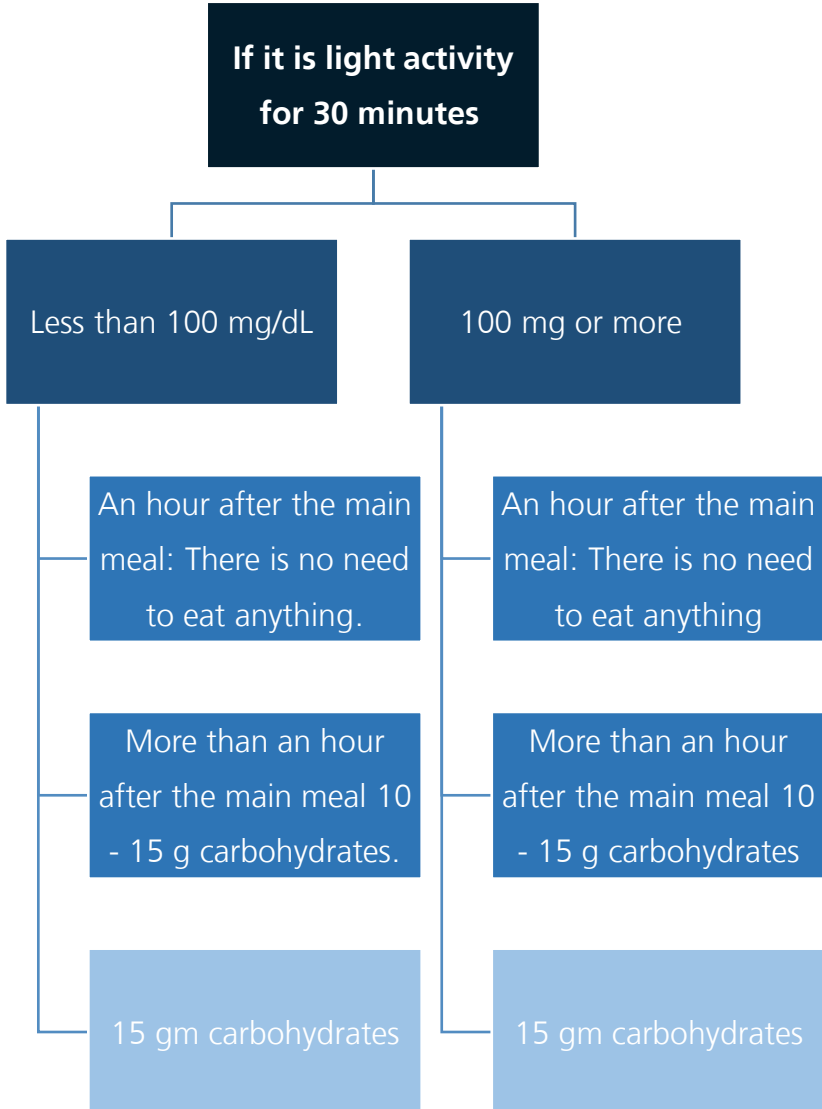 If it is light activity
for 30 minutes
Less than 100 mg/dL
100 mg or more
An hour after the main
meal: There is no need
to eat anything.
An hour after the main
meal: There is no need
to eat anything
More than an hour
after the main meal 10
- 15 g carbohydrates.
More than an hour
after the main meal 10
- 15 g carbohydrates
15 gm carbohydrates
15 gm carbohydrates